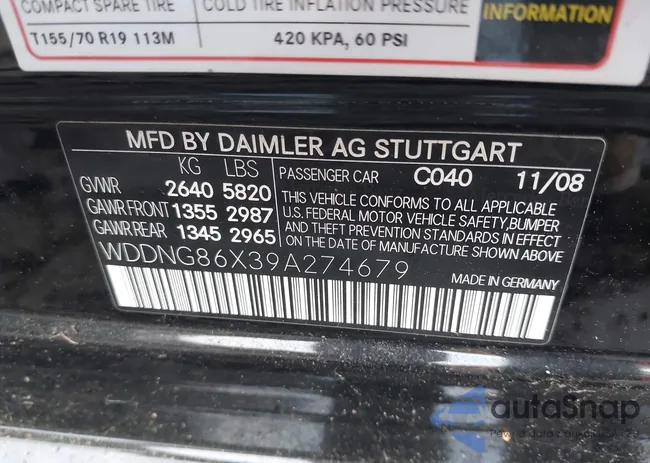 COMPACT SPARE TIRE COLD TIRE INFLATION PRESSURE
T155/70 R19 113M 420 KPA, 60 PSI
INFORMATION
MFD BY DAIMLER AG STUTTGART
KG LBS
GVWR 2640 5820
GAWR FRONT 1355 2987
GAWR REAR 1345 2965
PASSENGER CAR C040 11/08
THIS VEHICLE CONFORMS TO ALL APPLICABLE
U.S. FEDERAL MOTOR VEHICLE SAFETY, BUMPER
AND THEFT PREVENTION STANDARDS IN EFFECT
ON THE DATE OF MANUFACTURE SHOWN ABOVE
WDDNG86X39A274679
MADE IN GERMANY
autoSnap